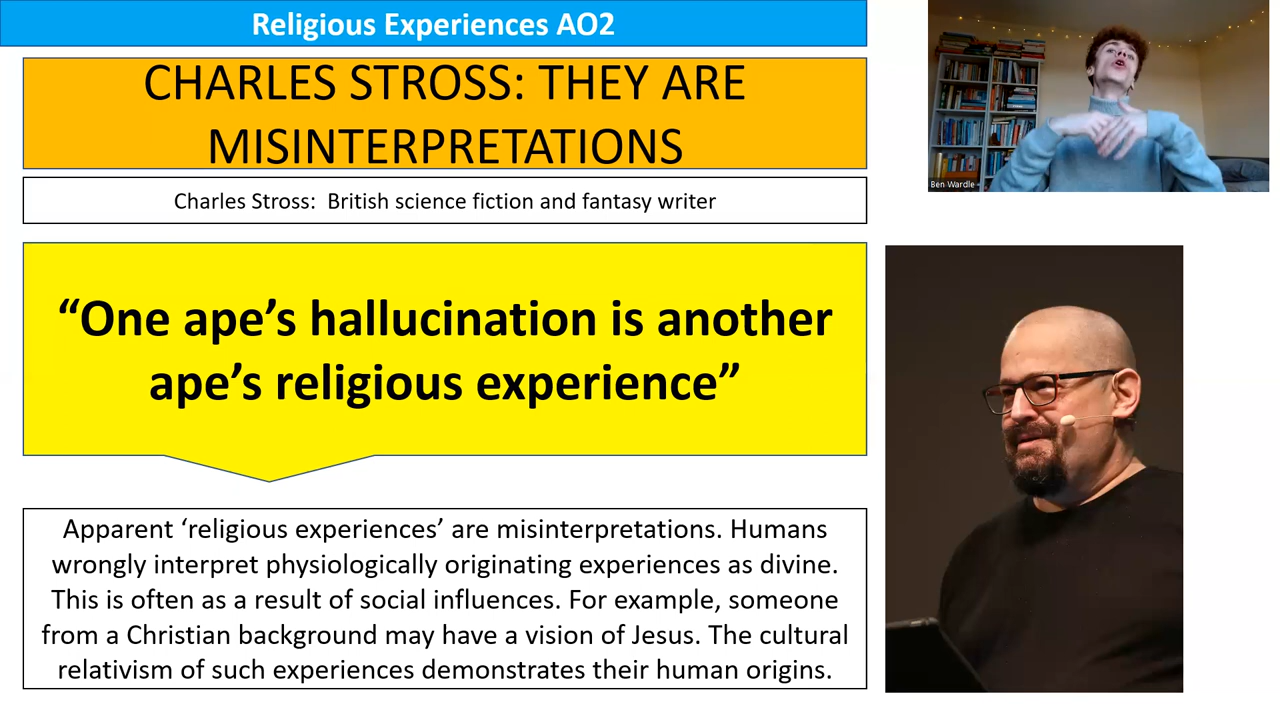 Religious Experiences AO2
CHARLES STROSS: THEY ARE
MISINTERPRETATIONS
Charles Stross:  British science fiction and fantasy writer
“One ape’s hallucination is another
ape’s religious experience”
Apparent ‘religious experiences’ are misinterpretations. Humans
wrongly interpret physiologically originating experiences as divine.
This is often as a result of social influences. For example, someone
from a Christian background may have a vision of Jesus. The cultural
relativism of such experiences demonstrates their human origins.
Ben Wardle